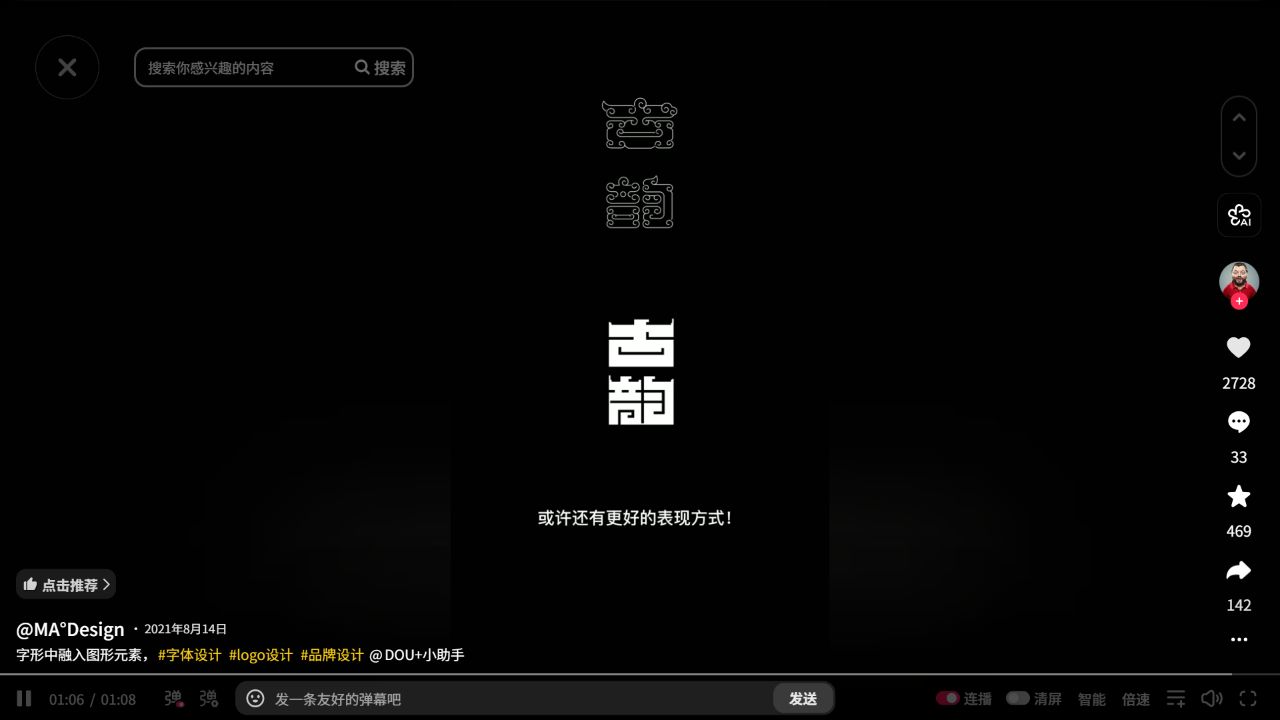 搜索你感兴趣的内容
搜索
古
韵
古
韵
AI
2728
33
或许还有更好的表现方式!
469
点击推荐
142
@MA°Design · 2021年8月14日
字形中融入图形元素，#字体设计 #logo设计 #品牌设计 @DOU+小助手
01:06 / 01:08
弹
弹
发一条友好的弹幕吧
发送
连播
清屏
智能
倍速